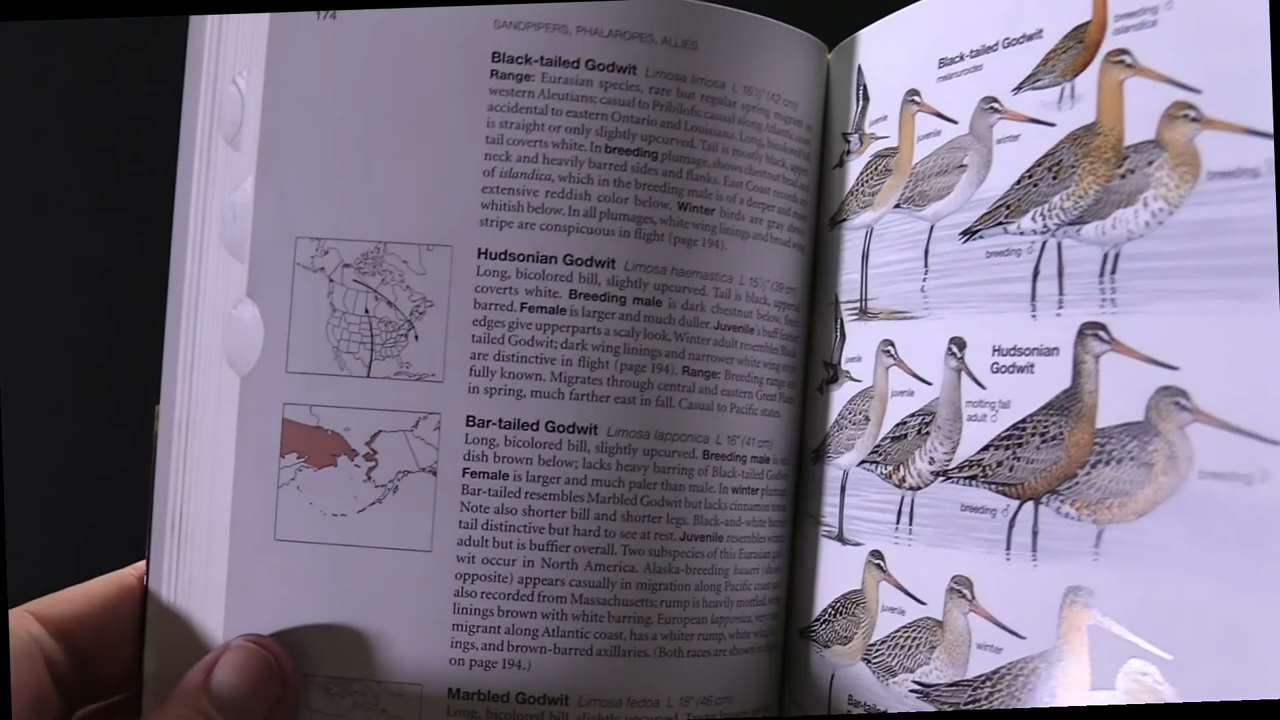 174
SANDPIPERS, PHALAROPES, ALLIES
Black-tailed Godwit Limosa limosa L 16½" (42 cm)
Range: Eurasian species, rare but regular spring migrant
western Aleutians; casual to Pribilofs; casual along Atlantic
accidental to eastern Ontario and Louisiana. Long, bicolored
is straight or only slightly upcurved. Tail is mostly black, upper
tail coverts white. In breeding plumage, shows chestnut head and
neck and heavily barred sides and flanks. East Coast records
of islandica, which in the breeding male is of a deeper and more
extensive reddish color below. Winter birds are gray above
whitish below. In all plumages, white wing linings and broad wing
stripe are conspicuous in flight (page 194).
Hudsonian Godwit Limosa haemastica L 15½" (39 cm)
Long, bicolored bill, slightly upcurved. Tail is black,
coverts white. Breeding male is dark chestnut below,
barred. Female is larger and much duller. Juvenile's buff
edges give upperparts a scaly look. Winter adult resembles
tailed Godwit; dark wing linings and narrower white wing
are distinctive in flight (page 194). Range: Breeding range
fully known. Migrates through central and eastern Great Plains
in spring, much farther east in fall. Casual to Pacific states.
Bar-tailed Godwit Limosa lapponica L 16" (41 cm)
Long, bicolored bill, slightly upcurved. Breeding male is
dish brown below; lacks heavy barring of Black-tailed
Female is larger and much paler than male. In winter
Bar-tailed resembles Marbled Godwit but lacks cinnamon
Note also shorter bill and shorter legs. Black-and-white
tail distinctive but hard to see at rest. Juvenile resembles
adult but is buffier overall. Two subspecies of this Eurasian
wit occur in North America. Alaska-breeding baueri
opposite) appears casually in migration along Pacific coast
also recorded from Massachusetts; rump is heavily mottled,
linings brown with white barring. European lapponica,
migrant along Atlantic coast, has a whiter rump, white
ings, and brown-barred axillaries. (Both races are shown
on page 194.)
Marbled Godwit Limosa fedoa L 18" (46 cm)
Long, bicolored bill, slightly upcurved.
breeding
islandica
Black-tailed Godwit
melanuroides
juvenile
juvenile
winter
breeding
breeding ♂
juvenile
Hudsonian
Godwit
juvenile
molting fall
adult ♂
breeding
breeding ♂
juvenile
winter